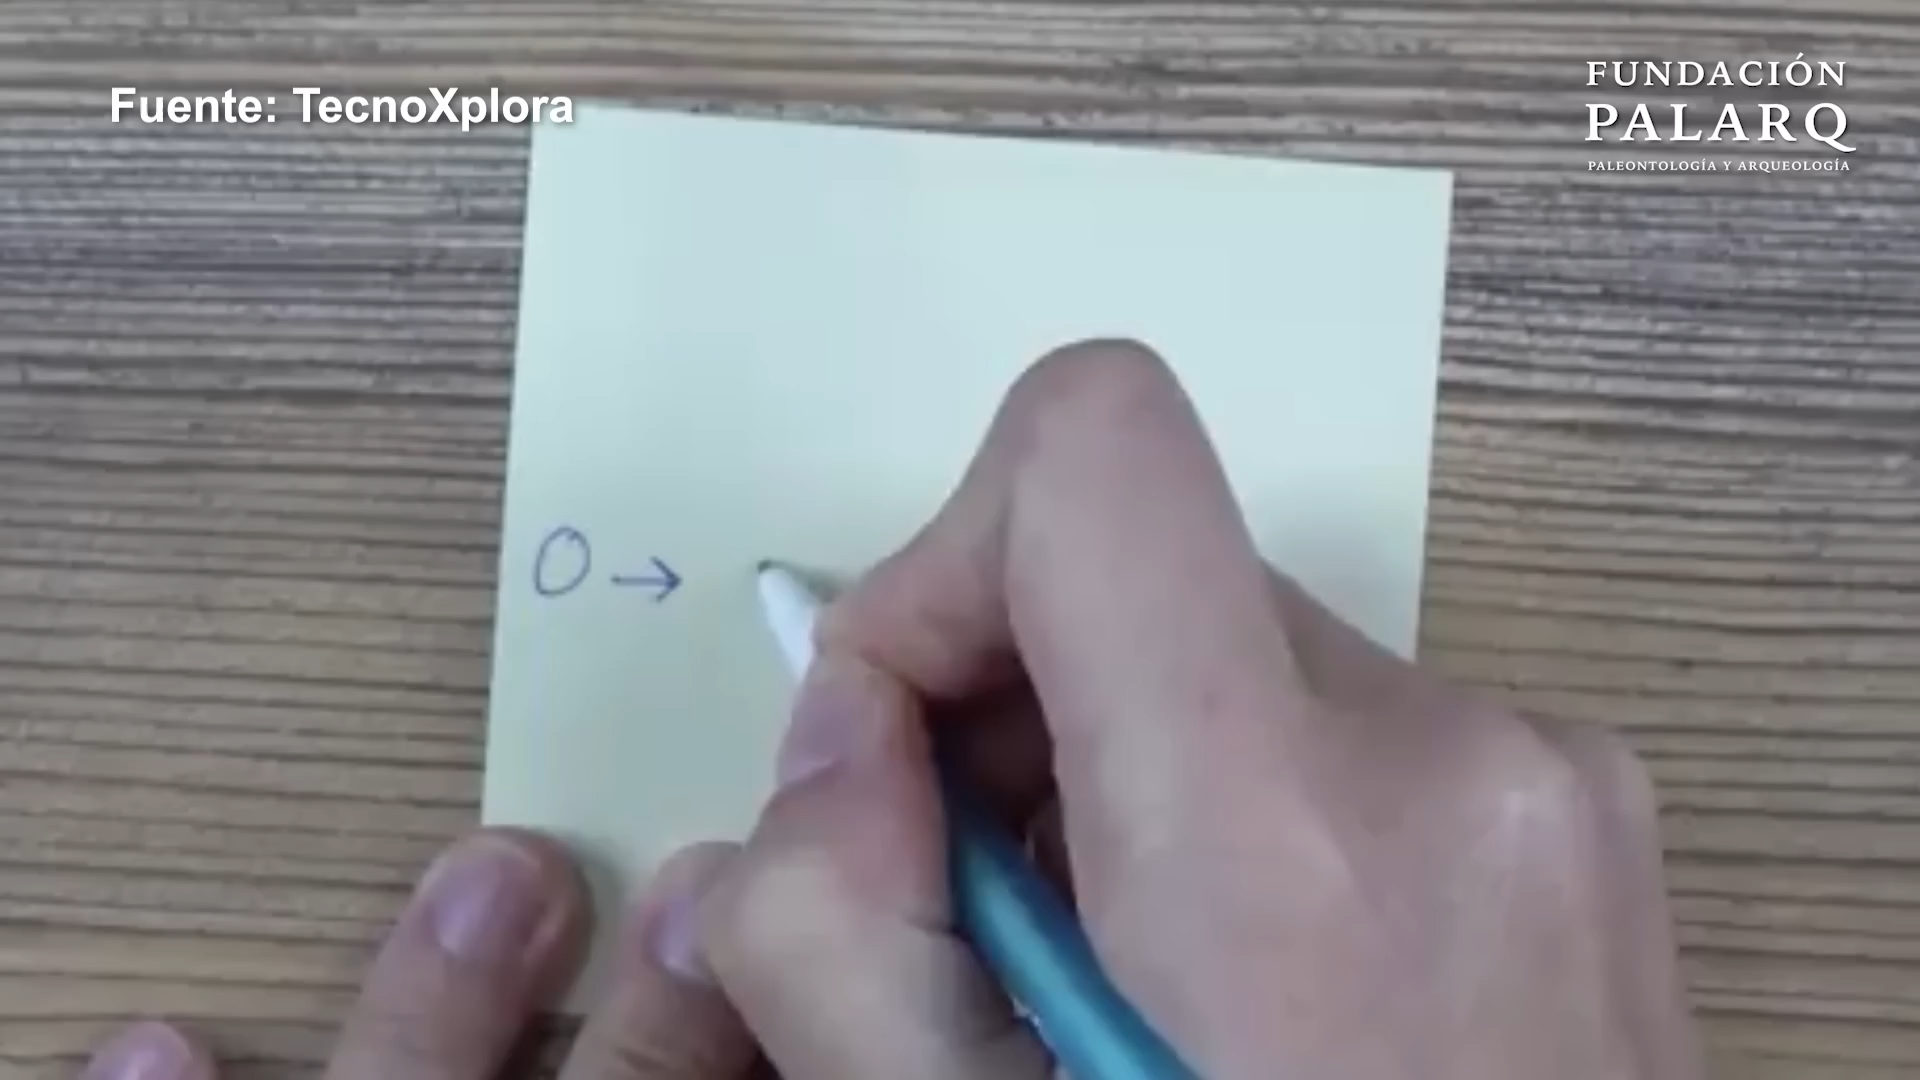 Fuente: TecnoXplora
FUNDACIÓN
PALARQ
PALEONTOLOGÍA Y ARQUEOLOGÍA
0 →